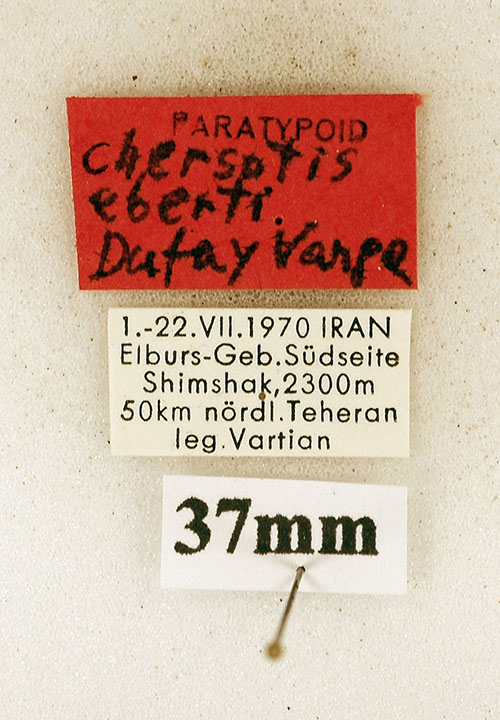 PARATYPOID
chersotis
eberti
Dufay Varga
1.-22.VII.1970 IRAN
Elburs-Geb.Südseite
Shimshak,2300m
50km nördl.Teheran
leg.Vartian
37mm